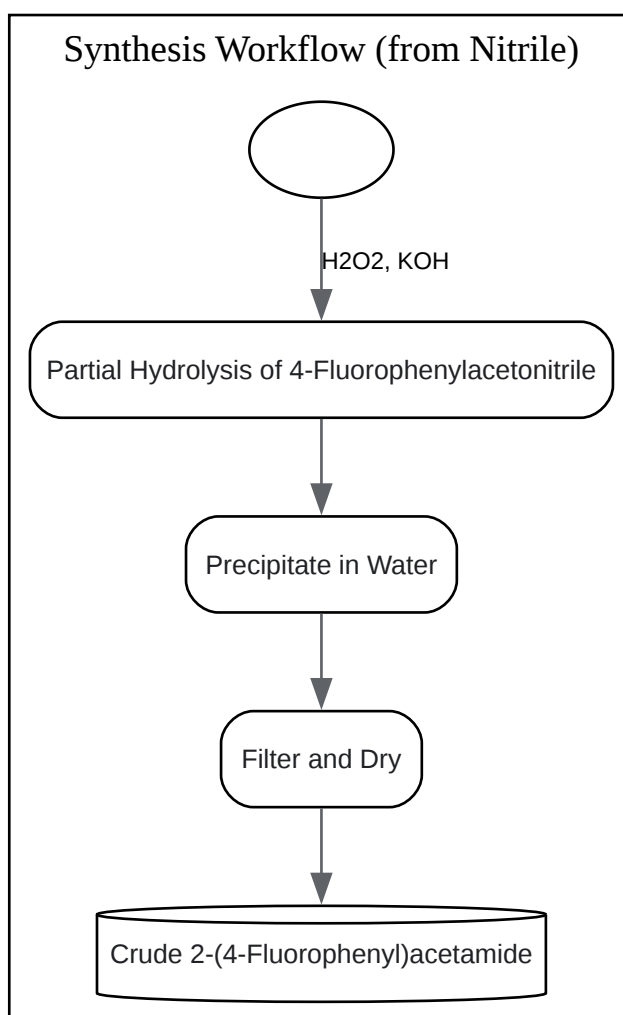 Synthesis Workflow (from Nitrile)
H2O2, KOH
Partial Hydrolysis of 4-Fluorophenylacetonitrile
Precipitate in Water
Filter and Dry
Crude 2-(4-Fluorophenyl)acetamide